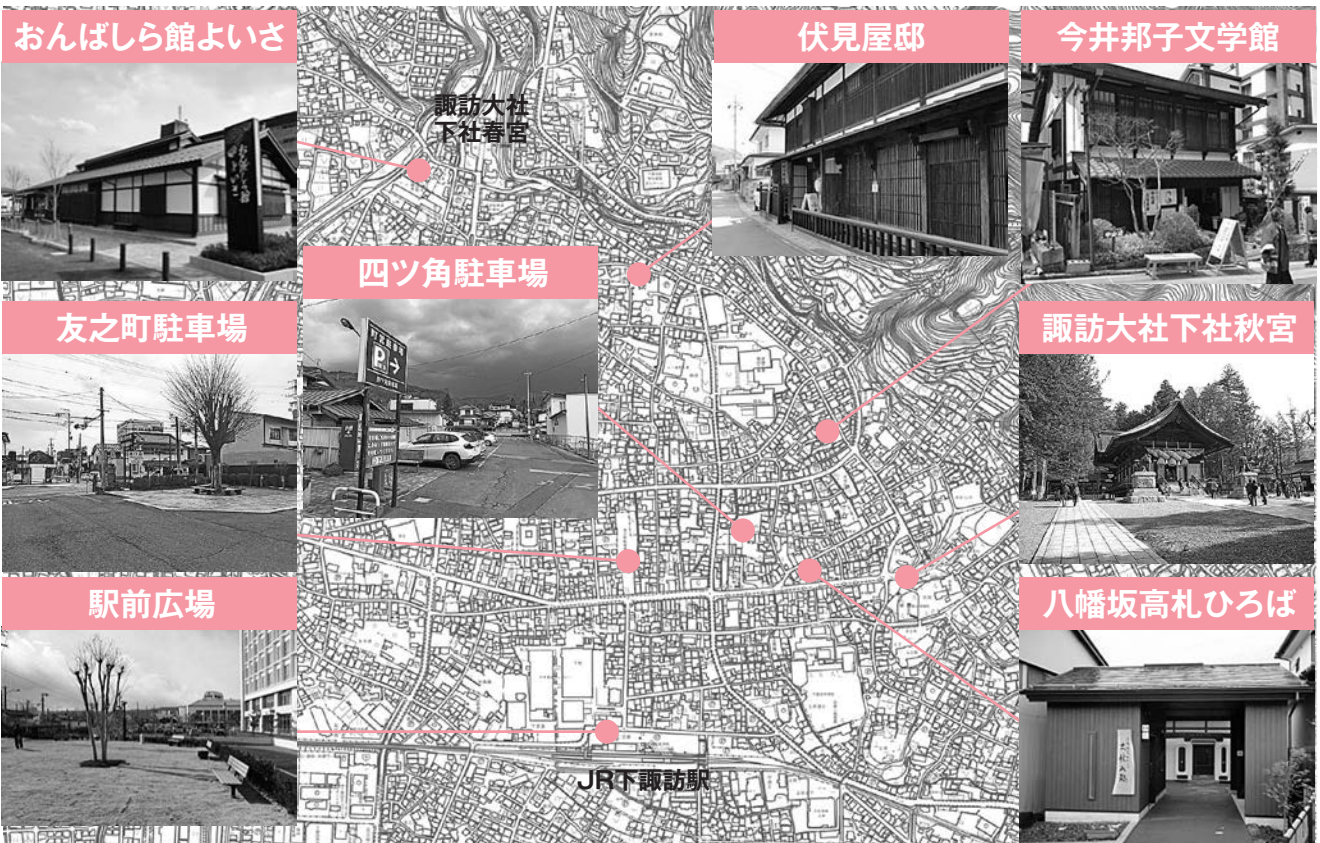 おんばしら館よいさ
伏見屋邸
今井邦子文学館
諏訪大社
下社春宮
四ツ角駐車場
友之町駐車場
諏訪大社下社秋宮
駅前広場
八幡坂高札ひろば
JR下諏訪駅
P→